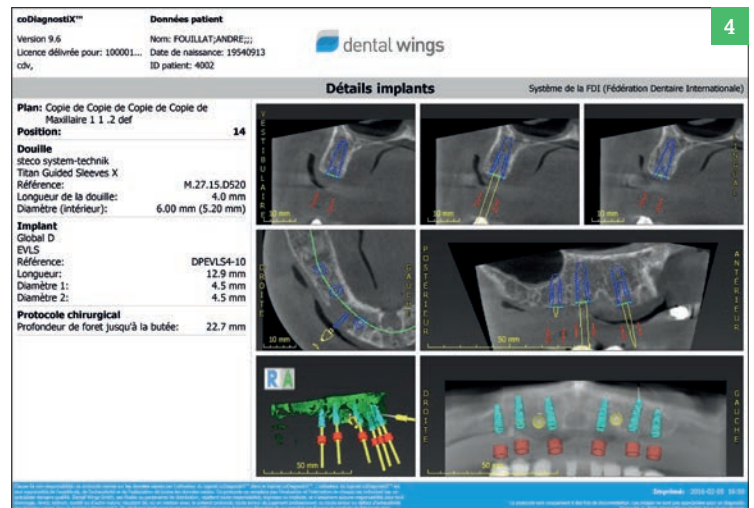 4
coDiagnostiX™
Version 9.6
Licence délivrée pour: 100001...
cdv,
Données patient
Nom: FOUILLAT;ANDRE;;;
Date de naissance: 19540913
ID patient: 4002
dental wings
Détails implants
Système de la FDI (Fédération Dentaire Internationale)
Plan: Copie de Copie de Copie de Copie de
Maxillaire 1 1 .2 def
Position: 14
Douille
steco system-technik
Titan Guided Sleeves X
Référence: M.27.15.D520
Longueur de la douille: 4.0 mm
Diamètre (intérieur): 6.00 mm (5.20 mm)
Implant
Global D
EVLS
Référence: DPEVLS4-10
Longueur: 12.9 mm
Diamètre 1: 4.5 mm
Diamètre 2: 4.5 mm
Protocole chirurgical
Profondeur de foret jusqu'à la butée: 22.7 mm
VESTIBULAIRE
10 mm
10 mm
10 mm
DROITE
GAUCHE
10 mm
POSTÉRIEUR
ANTÉRIEUR
50 mm
R A
50 mm
DROITE
GAUCHE
50 mm